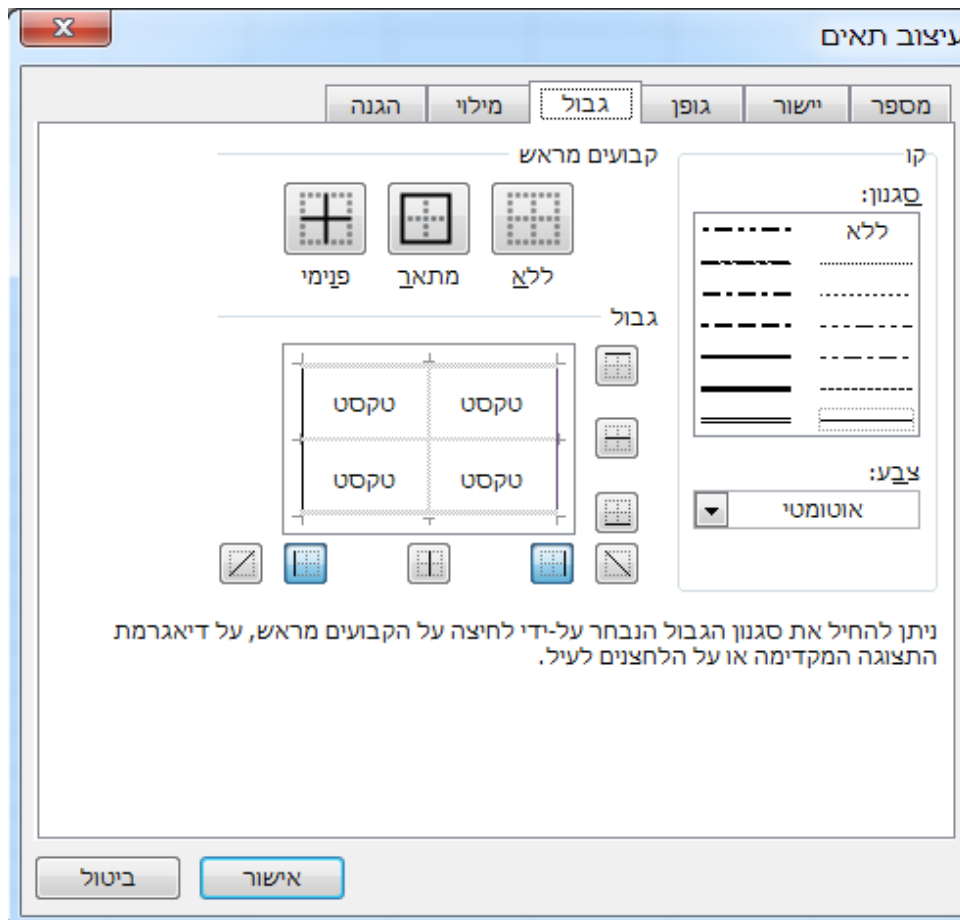 עיצוב תאים
X
מספר יישור גופן גבול מילוי הגנה
קו
סגנון:
ללא
צבע:
אוטומטי
קבועים מראש
ללא מתאר פנימי
גבול
טקסט טקסט
טקסט טקסט
ניתן להחיל את סגנון הגבול הנבחר על-ידי לחיצה על הקבועים מראש, על דיאגרמת
התצוגה המקדימה או על הלחצנים לעיל.
אישור ביטול